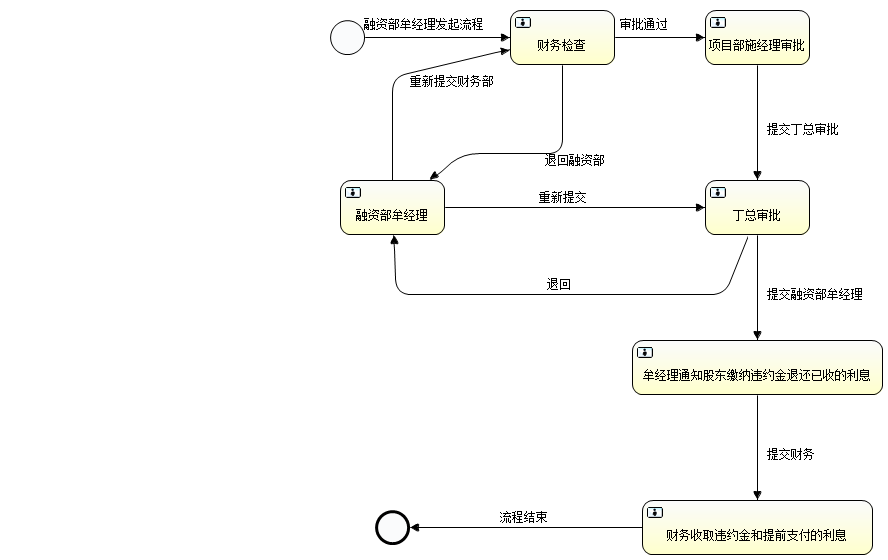 融资部牟经理发起流程
审批通过
财务检查
项目部施经理审批
重新提交财务部
提交丁总审批
退回融资部
重新提交
融资部牟经理
丁总审批
退回
提交融资部牟经理
牟经理通知股东缴纳违约金退还已收的利息
提交财务
流程结束
财务收取违约金和提前支付的利息